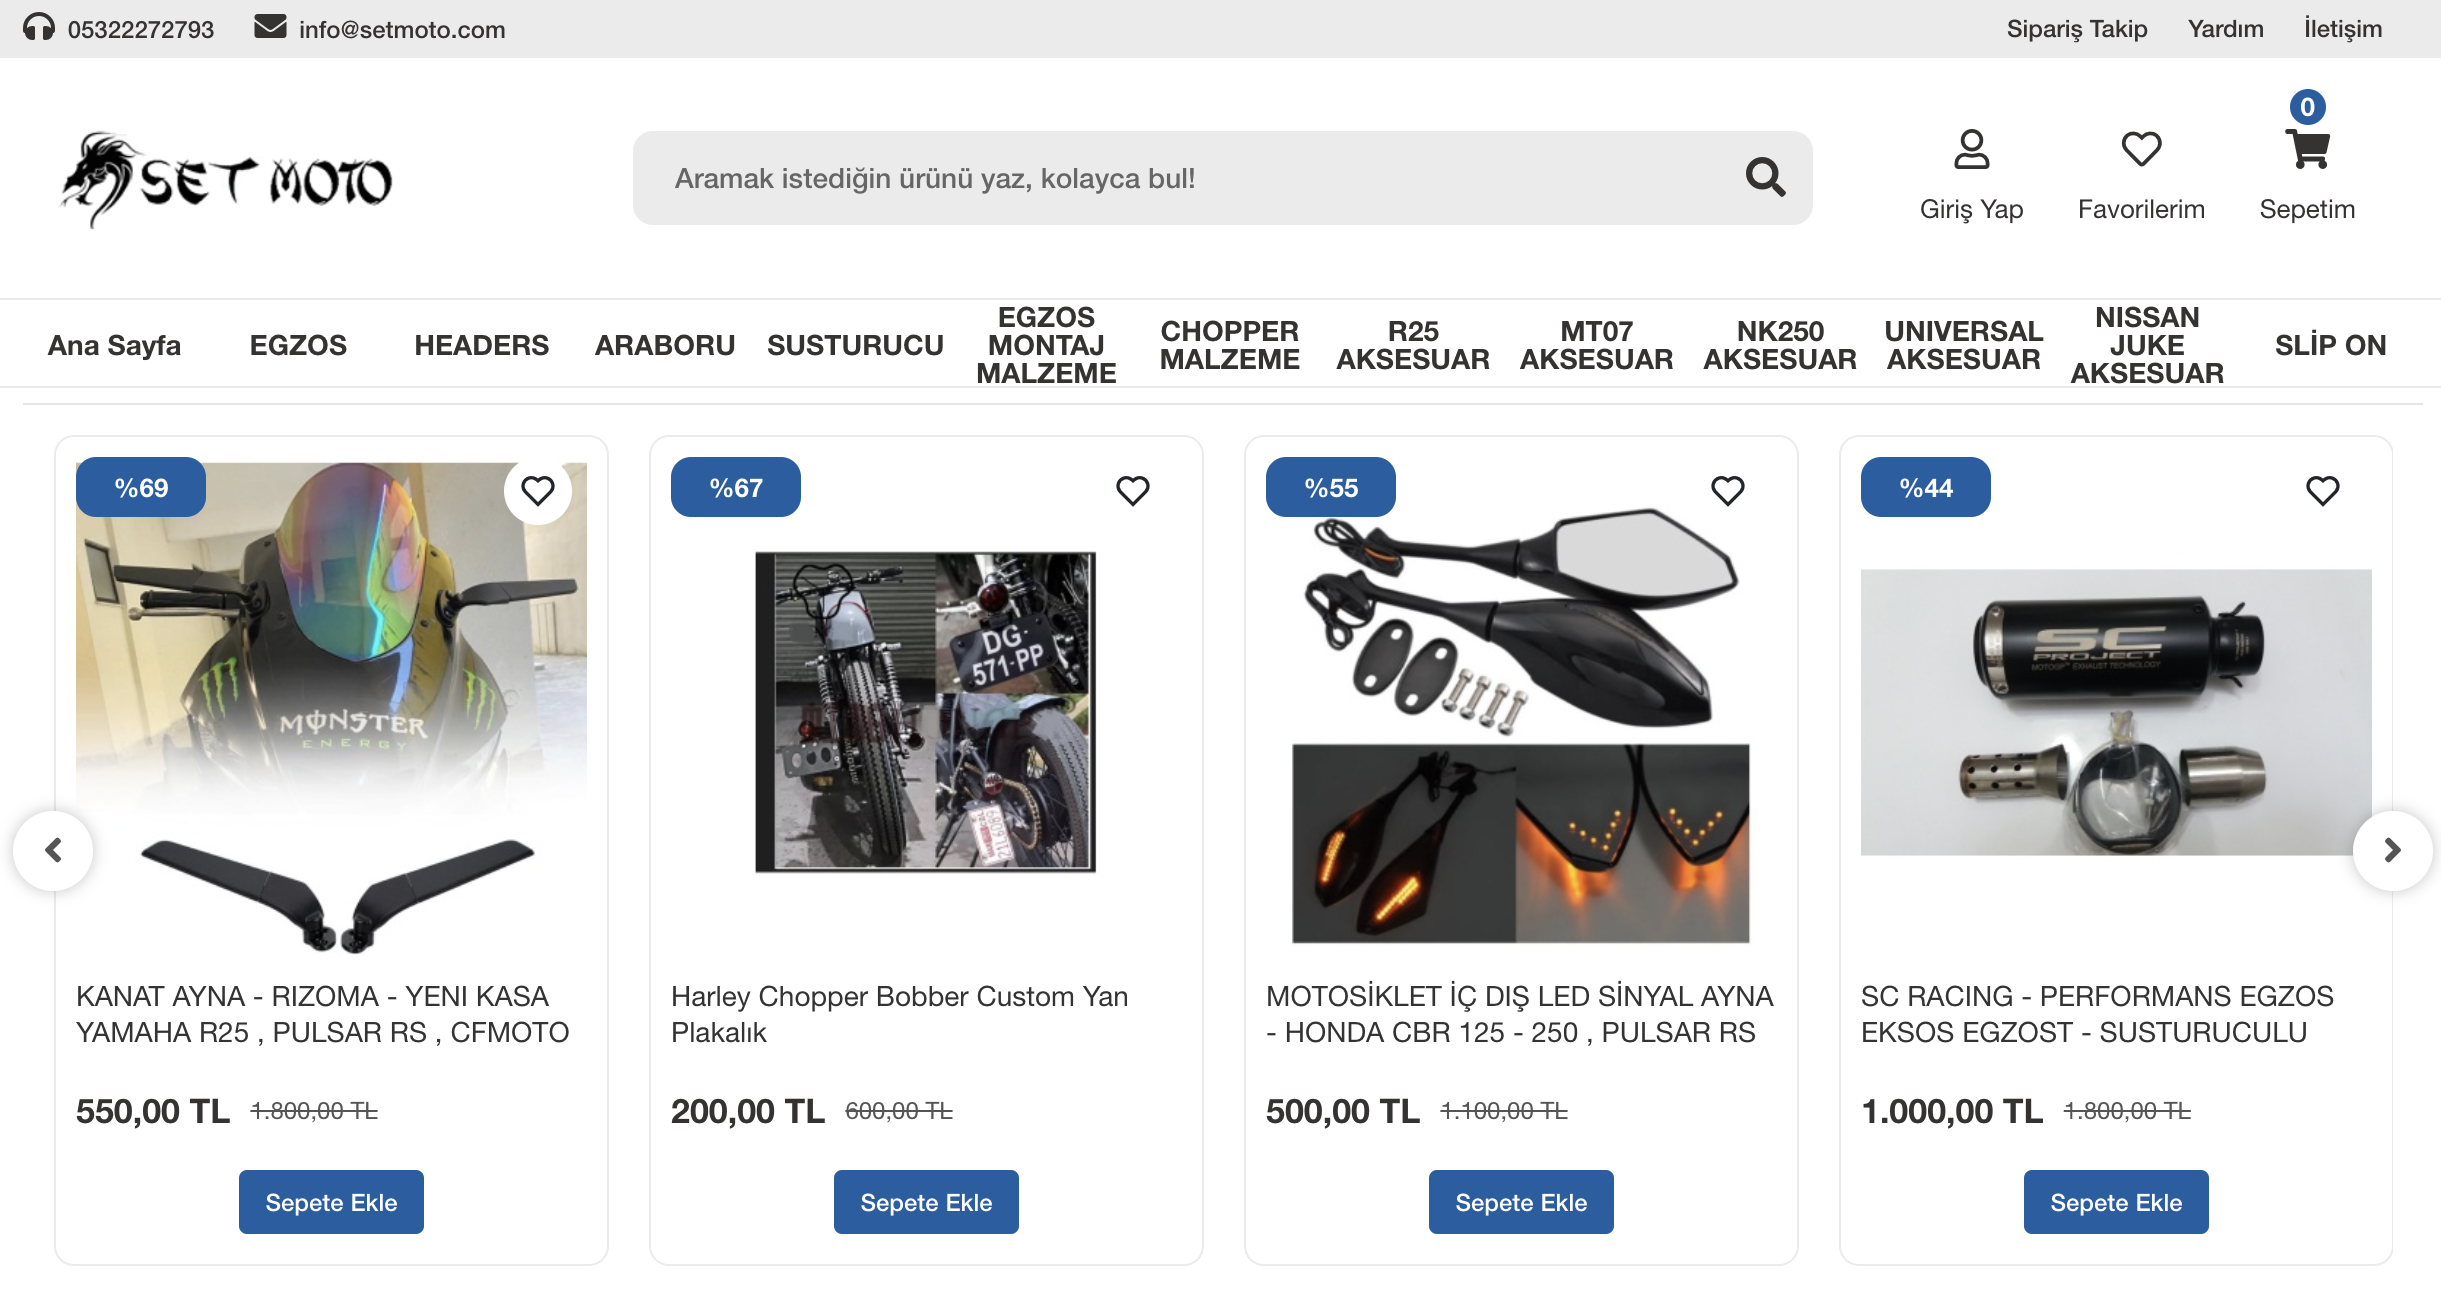 05322272793 info@setmoto.com Sipariş Takip Yardım İletişim
0
SET MOTO
Aramak istediğin ürünü yaz, kolayca bul!
Giriş Yap Favorilerim Sepetim
Ana Sayfa
EGZOS
HEADERS
ARABORU
SUSTURUCU
EGZOS
MONTAJ
MALZEME
CHOPPER
MALZEME
R25
AKSESUAR
MT07
AKSESUAR
NK250
AKSESUAR
UNIVERSAL
AKSESUAR
NISSAN
JUKE
AKSESUAR
SLİP ON
%69
MONSTER
ENERGY
KANAT AYNA - RIZOMA - YENI KASA
YAMAHA R25 , PULSAR RS , CFMOTO
550,00 TL 1.800,00 TL
Sepete Ekle
%67
DG-
571-PP
Harley Chopper Bobber Custom Yan
Plakalık
200,00 TL 600,00 TL
Sepete Ekle
%55
MOTOSİKLET İÇ DIŞ LED SİNYAL AYNA
- HONDA CBR 125 - 250 , PULSAR RS
500,00 TL 1.100,00 TL
Sepete Ekle
%44
SC
PROJECT
MOTOGP™ EXHAUST TECHNOLOGY
SC RACING - PERFORMANS EGZOS
EKSOS EGZOST - SUSTURUCULU
1.000,00 TL 1.800,00 TL
Sepete Ekle